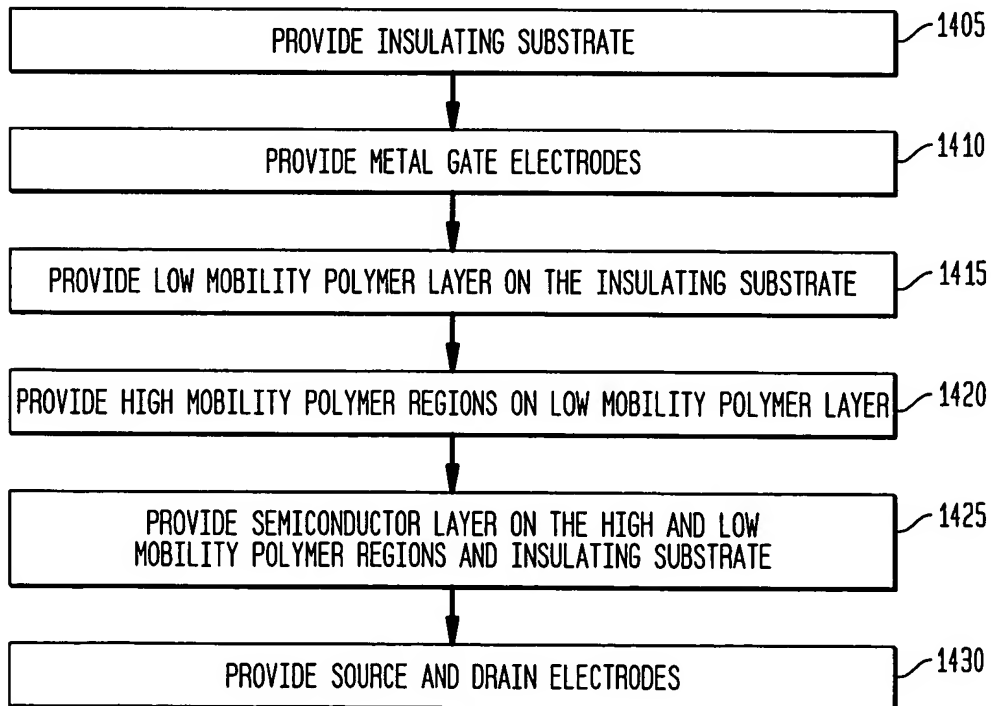 PROVIDE INSULATING SUBSTRATE
1405
PROVIDE METAL GATE ELECTRODES
1410
PROVIDE LOW MOBILITY POLYMER LAYER ON THE INSULATING SUBSTRATE
1415
PROVIDE HIGH MOBILITY POLYMER REGIONS ON LOW MOBILITY POLYMER LAYER
1420
PROVIDE SEMICONDUCTOR LAYER ON THE HIGH AND LOW
MOBILITY POLYMER REGIONS AND INSULATING SUBSTRATE
1425
PROVIDE SOURCE AND DRAIN ELECTRODES
1430